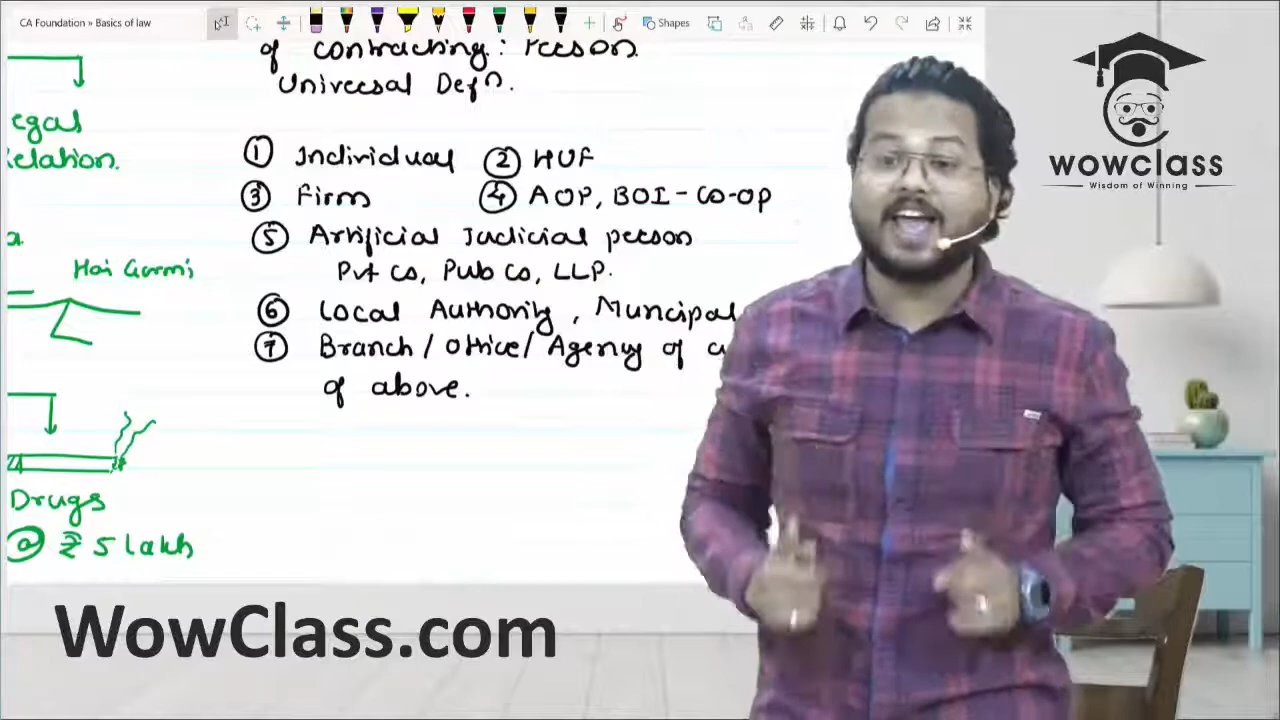 CA Foundation » Basics of law
Shapes
of contracting: Person
Universal Defn.
egal
elation.
① Individual ② HUF
③ Firm ④ AOP, BOI - CO-OP
⑤ Artificial Judicial person
Pvt Co, Pub Co, LLP.
Hai Garmi
⑥ Local Authority, Muncipal
⑦ Branch / Office / Agency of
of above.
Drugs
@ ₹ 5 lakh
WowClass.com
wowclass
Wisdom of Winning